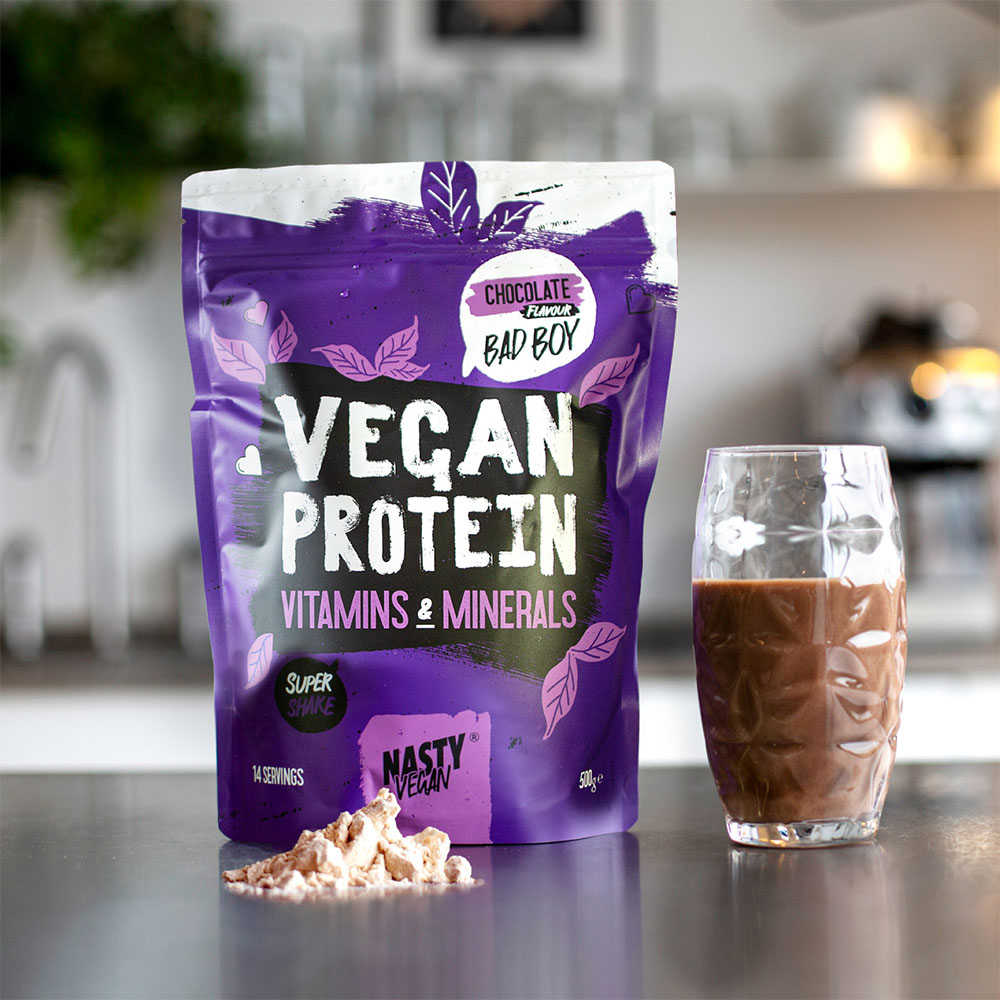 CHOCOLATE
FLAVOUR
BAD BOY
VEGAN
PROTEIN
VITAMINS & MINERALS
SUPER
SHAKE
NASTY®
VEGAN
14 SERVINGS
500g℮